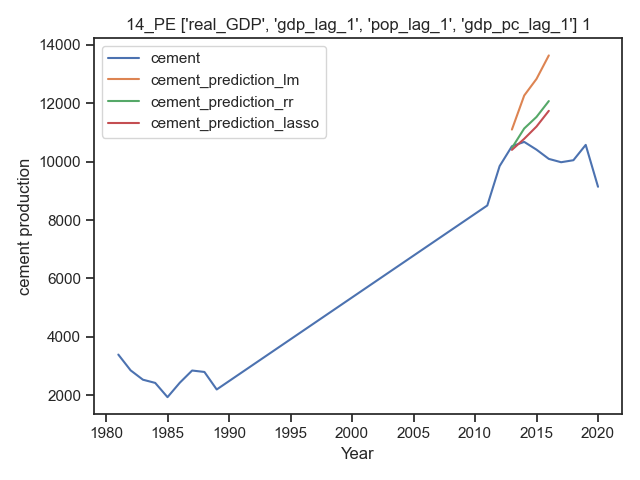 14_PE ['real_GDP', 'gdp_lag_1', 'pop_lag_1', 'gdp_pc_lag_1'] 1
cement
cement_prediction_lm
cement_prediction_rr
cement_prediction_lasso
14000
12000
10000
8000
6000
4000
2000
cement production
1980 1985 1990 1995 2000 2005 2010 2015 2020
Year